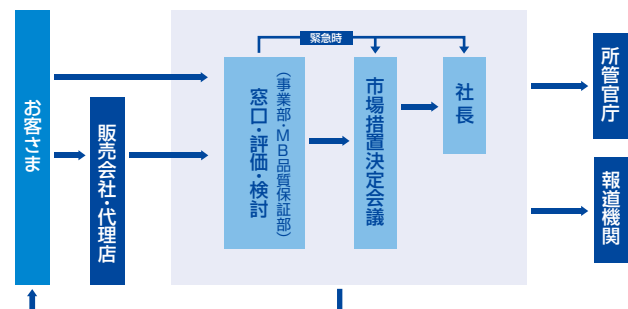 お客さま
販売会社・代理店
緊急時
窓口・評価・検討
（事業部・MB品質保証部）
市場措置決定会議
社長
所管官庁
報道機関